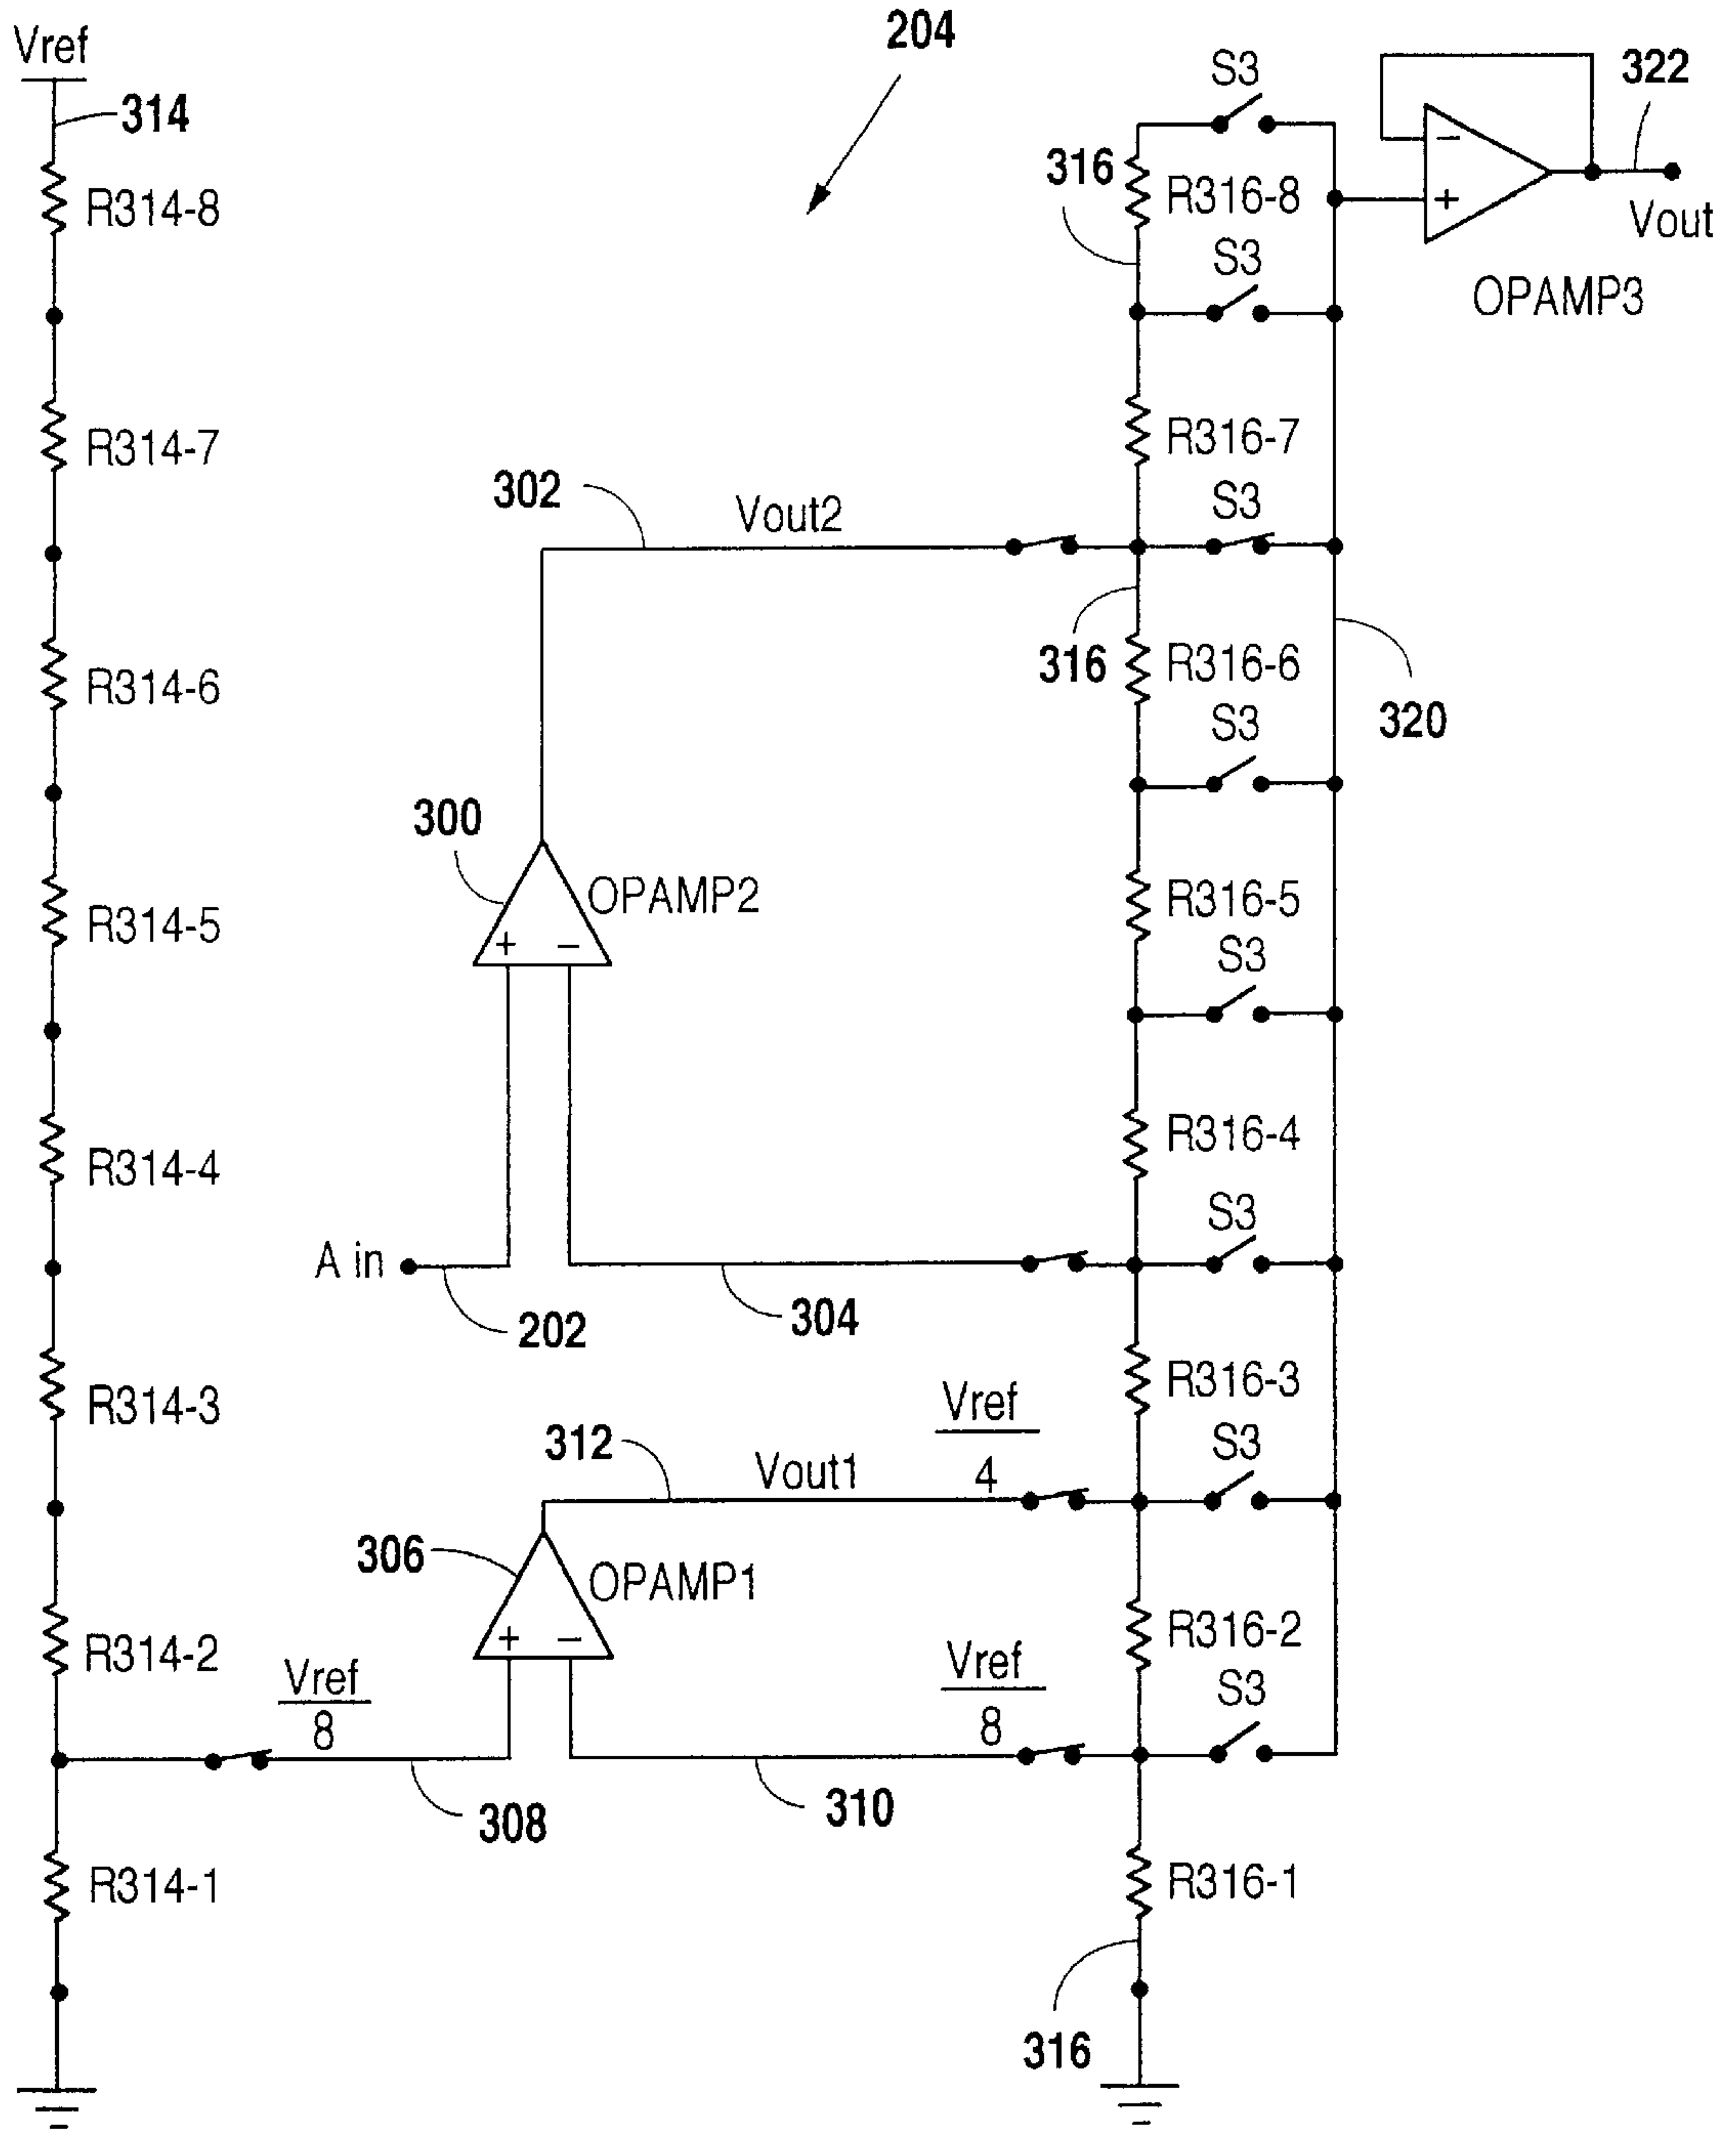 204
Vref
314
R314-8
R314-7
R314-6
R314-5
R314-4
R314-3
R314-2
R314-1
302
Vout2
300
OPAMP2
+ −
A in
202
304
312
Vout1
Vref
4
306
OPAMP1
+ −
Vref
8
308
Vref
8
310
S3
316
R316-8
S3
R316-7
S3
316
R316-6
S3
R316-5
S3
R316-4
S3
R316-3
S3
R316-2
S3
R316-1
316
320
−
+
322
Vout
OPAMP3